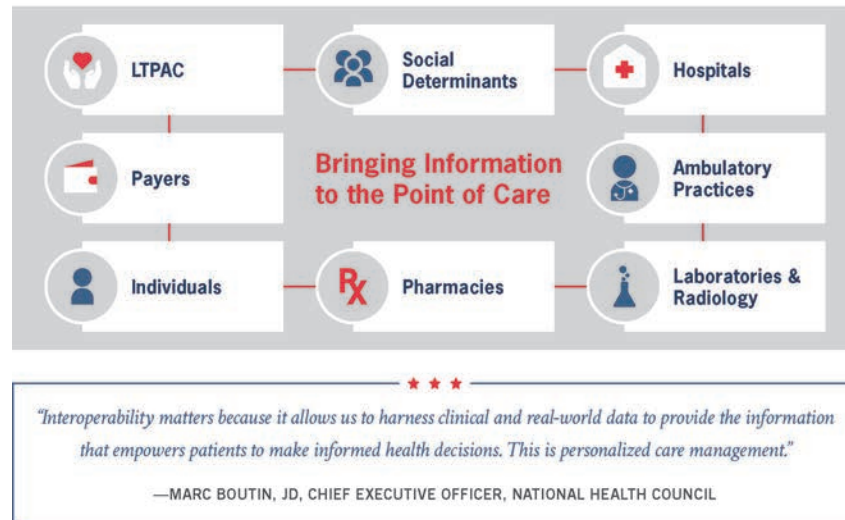 LTPAC
Social
Determinants
Hospitals
Payers
Bringing Information
to the Point of Care
Ambulatory
Practices
Individuals
Rx
Pharmacies
Laboratories &
Radiology
“Interoperability matters because it allows us to harness clinical and real-world data to provide the information
that empowers patients to make informed health decisions. This is personalized care management.”
—MARC BOUTIN, JD, CHIEF EXECUTIVE OFFICER, NATIONAL HEALTH COUNCIL